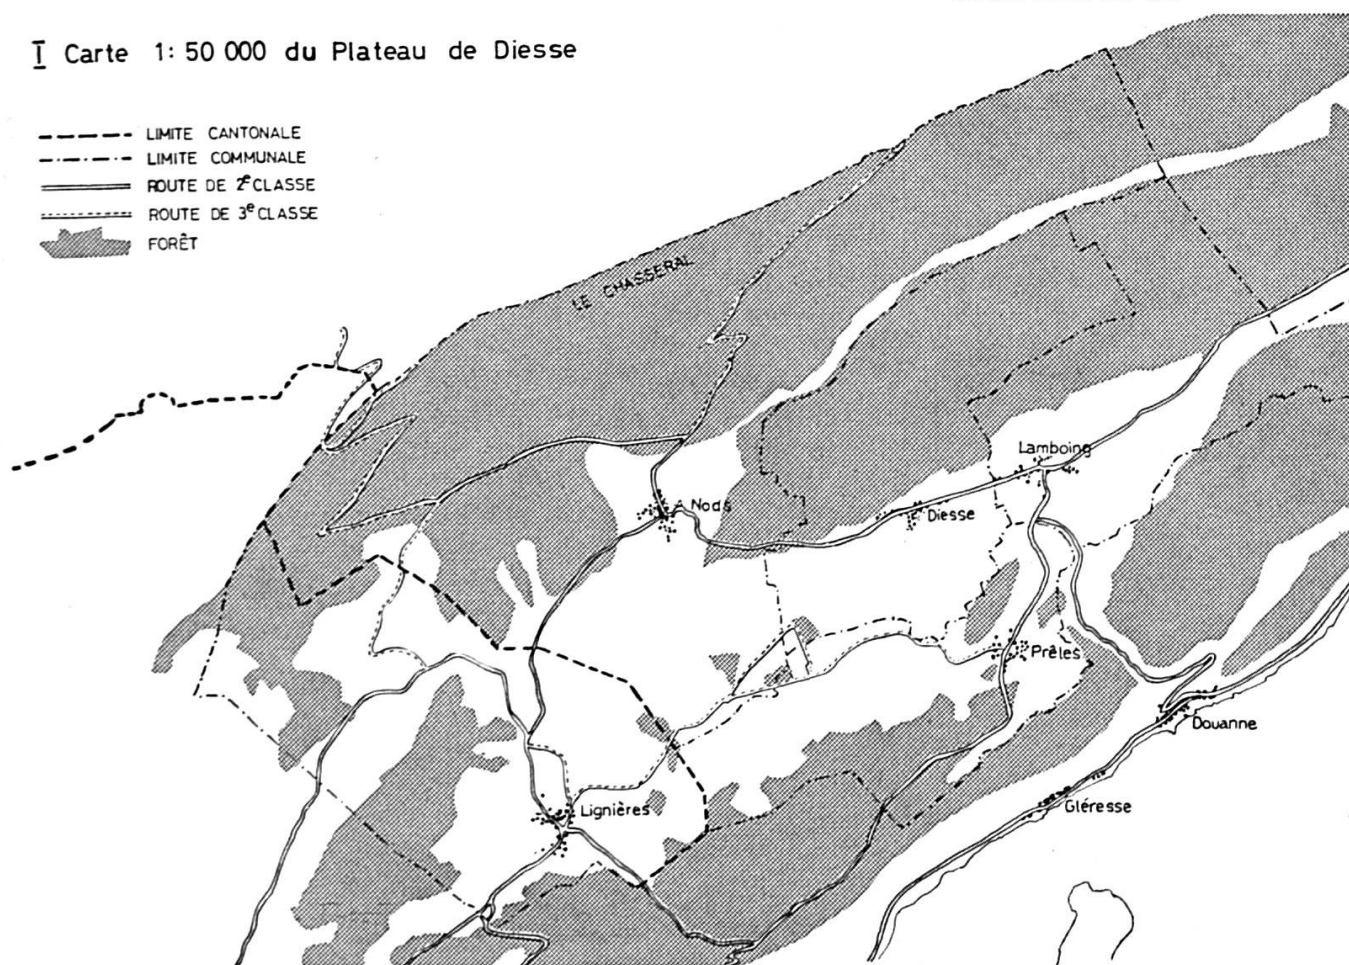 I Carte 1: 50 000 du Plateau de Diesse
LIMITE CANTONALE
LIMITE COMMUNALE
ROUTE DE 2e CLASSE
ROUTE DE 3e CLASSE
FORÊT
LE CHASSERAL
Lamboing
Nods
Diesse
Prêles
Douanne
Gléresse
Lignières